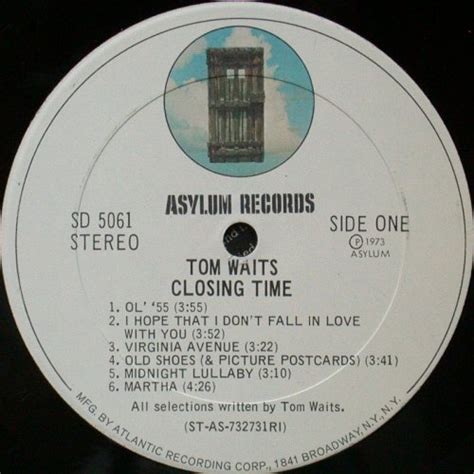 ASYLUM RECORDS
SD 5061
STEREO
SIDE ONE
℗ 1973
ASYLUM
TOM WAITS
CLOSING TIME
1. OL' '55 (3:55)
2. I HOPE THAT I DON'T FALL IN LOVE
WITH YOU (3:52)
3. VIRGINIA AVENUE (3:22)
4. OLD SHOES (& PICTURE POSTCARDS) (3:41)
5. MIDNIGHT LULLABY (3:10)
6. MARTHA (4:26)
All selections written by Tom Waits.
(ST-AS-732731RI)
MFG. BY ATLANTIC RECORDING CORP., 1841 BROADWAY, N.Y., N.Y.